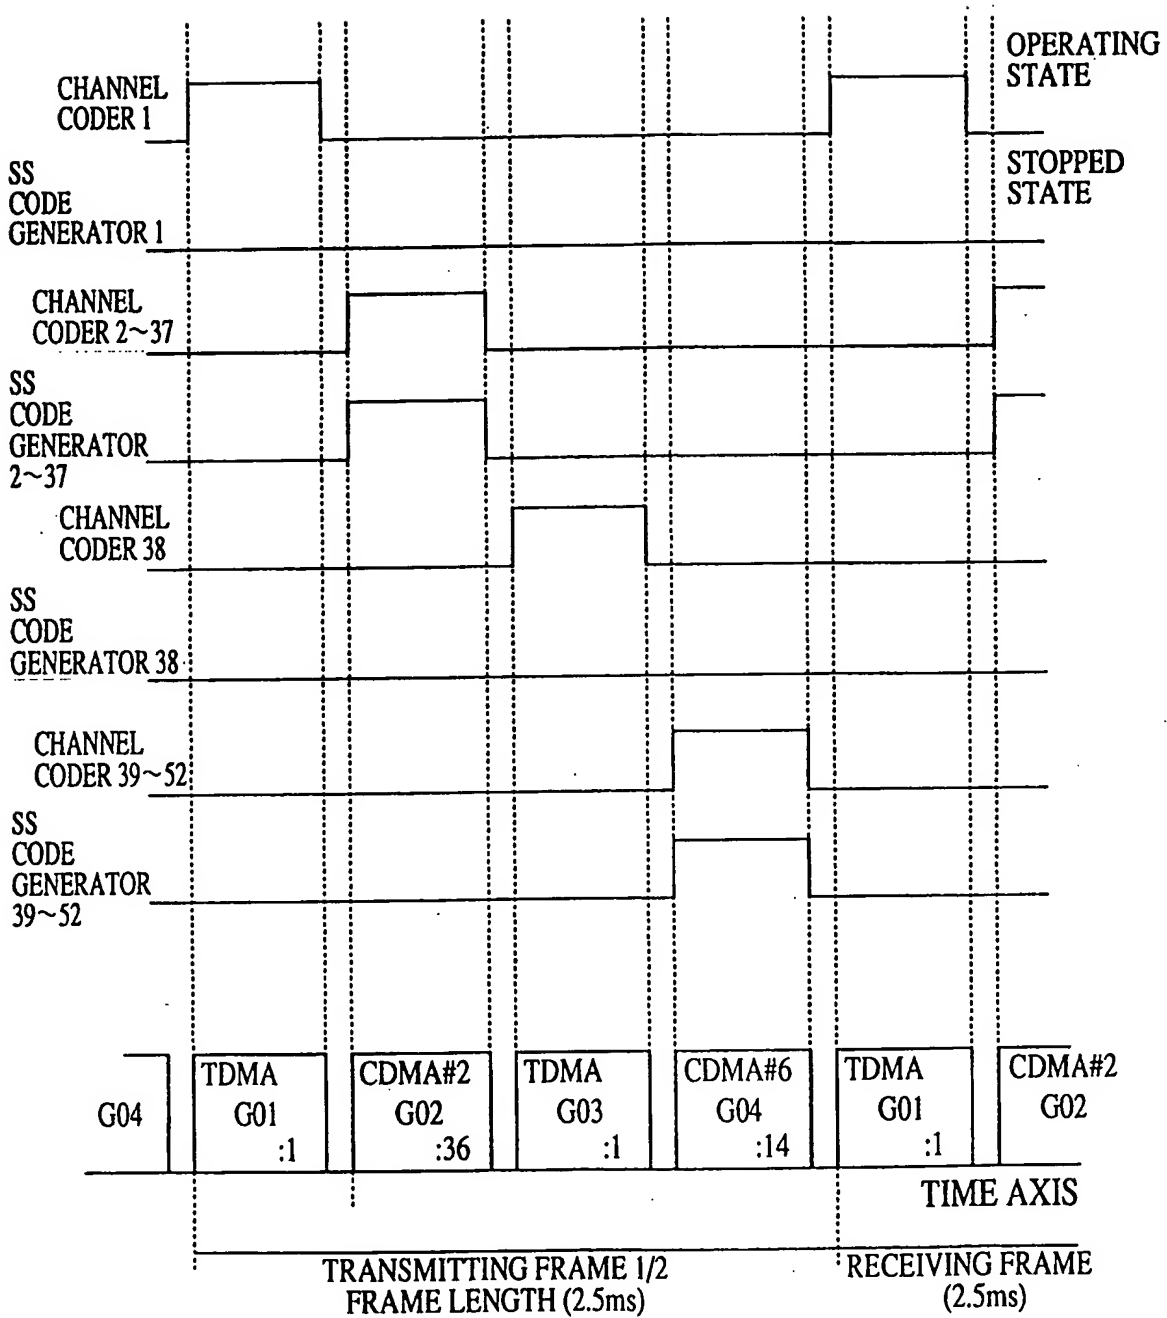 OPERATING
STATE
CHANNEL
CODER 1
STOPPED
STATE
SS
CODE
GENERATOR 1
CHANNEL
CODER 2~37
SS
CODE
GENERATOR
2~37
CHANNEL
CODER 38
SS
CODE
GENERATOR 38
CHANNEL
CODER 39~52
SS
CODE
GENERATOR
39~52
G04
TDMA
G01
:1
CDMA#2
G02
:36
TDMA
G03
:1
CDMA#6
G04
:14
TDMA
G01
:1
CDMA#2
G02
TIME AXIS
TRANSMITTING FRAME 1/2
FRAME LENGTH (2.5ms)
RECEIVING FRAME
(2.5ms)